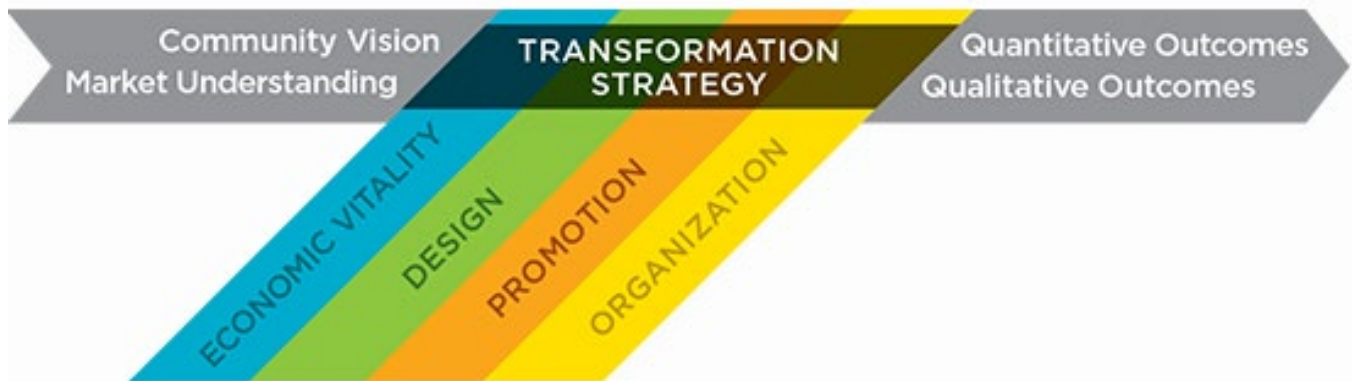 Community Vision
Market Understanding
TRANSFORMATION
STRATEGY
Quantitative Outcomes
Qualitative Outcomes
ECONOMIC VITALITY
DESIGN
PROMOTION
ORGANIZATION